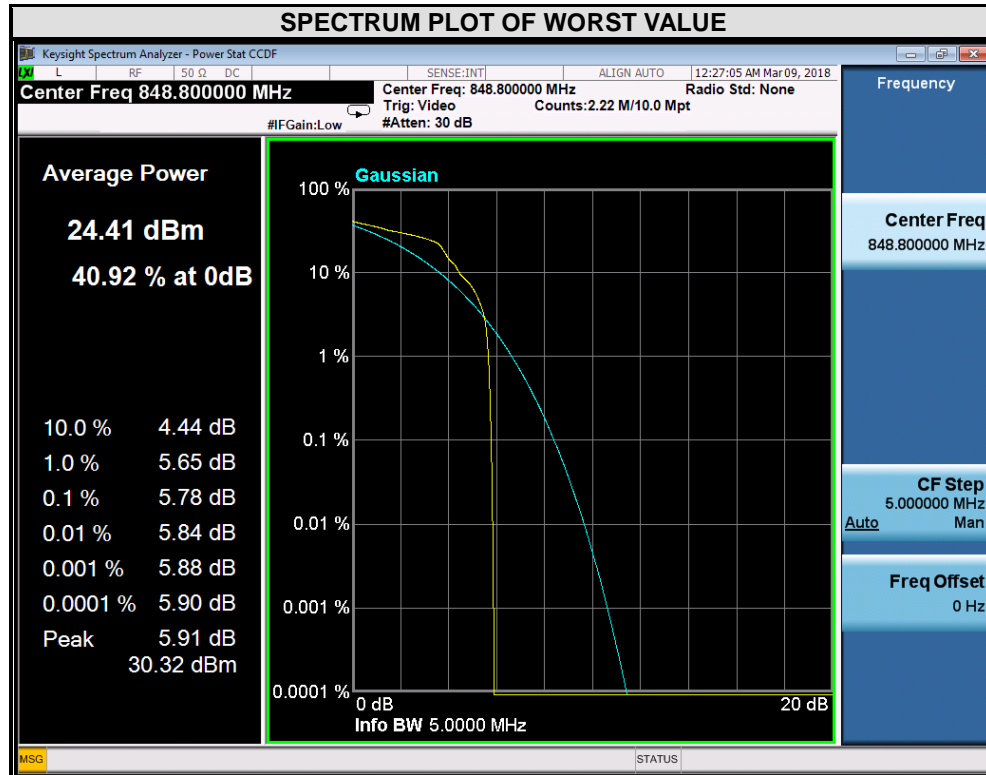 SPECTRUM PLOT OF WORST VALUE
Keysight Spectrum Analyzer - Power Stat CCDF
LXI L RF 50 Ω DC SENSE:INT ALIGN AUTO 12:27:05 AM Mar 09, 2018
Center Freq 848.800000 MHz
Center Freq: 848.800000 MHz Radio Std: None
Trig: Video Counts:2.22 M/10.0 Mpt
#IFGain:Low #Atten: 30 dB
Frequency
Average Power
24.41 dBm
40.92 % at 0dB
10.0 % 4.44 dB
1.0 % 5.65 dB
0.1 % 5.78 dB
0.01 % 5.84 dB
0.001 % 5.88 dB
0.0001 % 5.90 dB
Peak 5.91 dB
30.32 dBm
Gaussian
100 %
10 %
1 %
0.1 %
0.01 %
0.001 %
0.0001 %
0 dB 20 dB
Info BW 5.0000 MHz
Center Freq
848.800000 MHz
CF Step
5.000000 MHz
Auto Man
Freq Offset
0 Hz
MSG STATUS